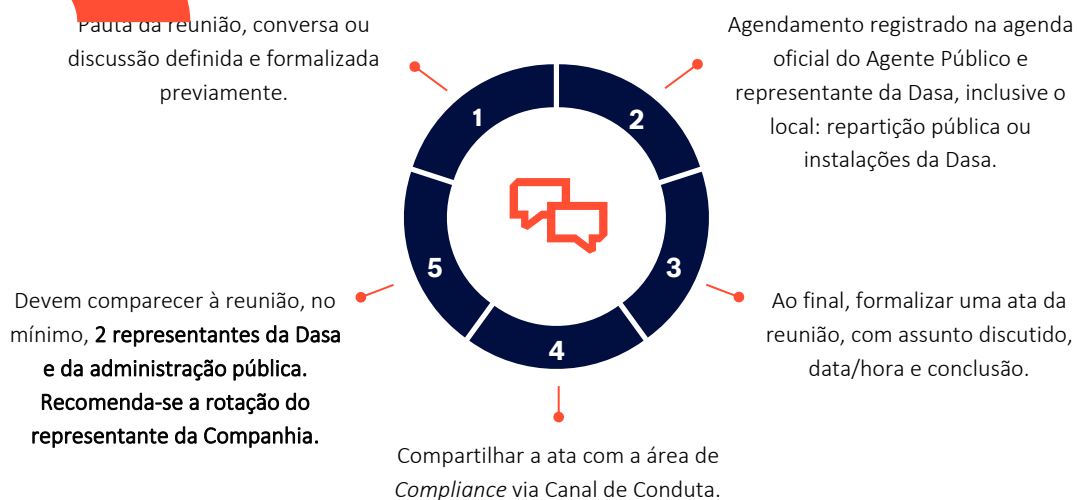 Pauta da reunião, conversa ou
discussão definida e formalizada
previamente.
1
2
Agendamento registrado na agenda
oficial do Agente Público e
representante da Dasa, inclusive o
local: repartição pública ou
instalações da Dasa.
3
Ao final, formalizar uma ata da
reunião, com assunto discutido,
data/hora e conclusão.
4
Compartilhar a ata com a área de
Compliance via Canal de Conduta.
5
Devem comparecer à reunião, no
mínimo, 2 representantes da Dasa
e da administração pública.
Recomenda-se a rotação do
representante da Companhia.